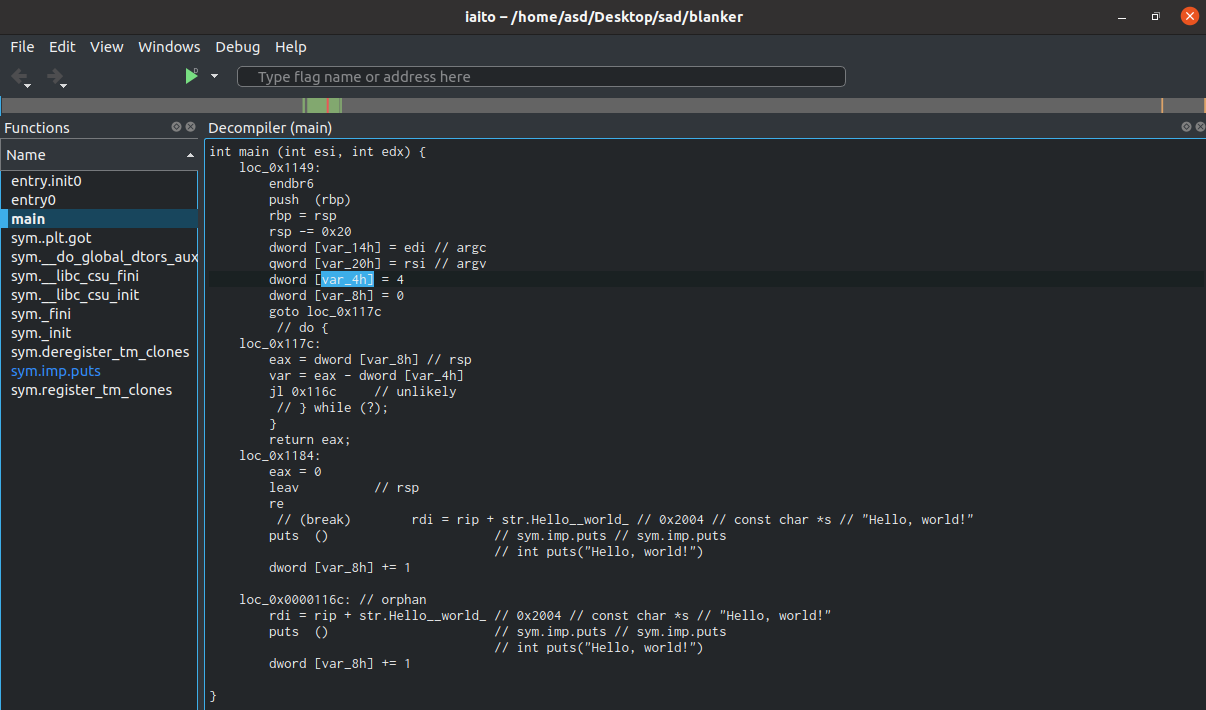 iaito – /home/asd/Desktop/sad/blanker
File Edit View Windows Debug Help
Type flag name or address here
Functions
Name
entry.init0
entry0
main
sym..plt.got
sym.__do_global_dtors_aux
sym.__libc_csu_fini
sym.__libc_csu_init
sym._fini
sym._init
sym.deregister_tm_clones
sym.imp.puts
sym.register_tm_clones
Decompiler (main)
int main (int esi, int edx) {
loc_0x1149:
endbr6
push (rbp)
rbp = rsp
rsp -= 0x20
dword [var_14h] = edi // argc
qword [var_20h] = rsi // argv
dword [var_4h] = 4
dword [var_8h] = 0
goto loc_0x117c
// do {
loc_0x117c:
eax = dword [var_8h] // rsp
var = eax - dword [var_4h]
jl 0x116c // unlikely
// } while (?);
}
return eax;
loc_0x1184:
eax = 0
leav // rsp
re
// (break) rdi = rip + str.Hello__world_ // 0x2004 // const char *s // "Hello, world!"
puts () // sym.imp.puts // sym.imp.puts
// int puts("Hello, world!")
dword [var_8h] += 1
loc_0x0000116c: // orphan
rdi = rip + str.Hello__world_ // 0x2004 // const char *s // "Hello, world!"
puts () // sym.imp.puts // sym.imp.puts
// int puts("Hello, world!")
dword [var_8h] += 1
}